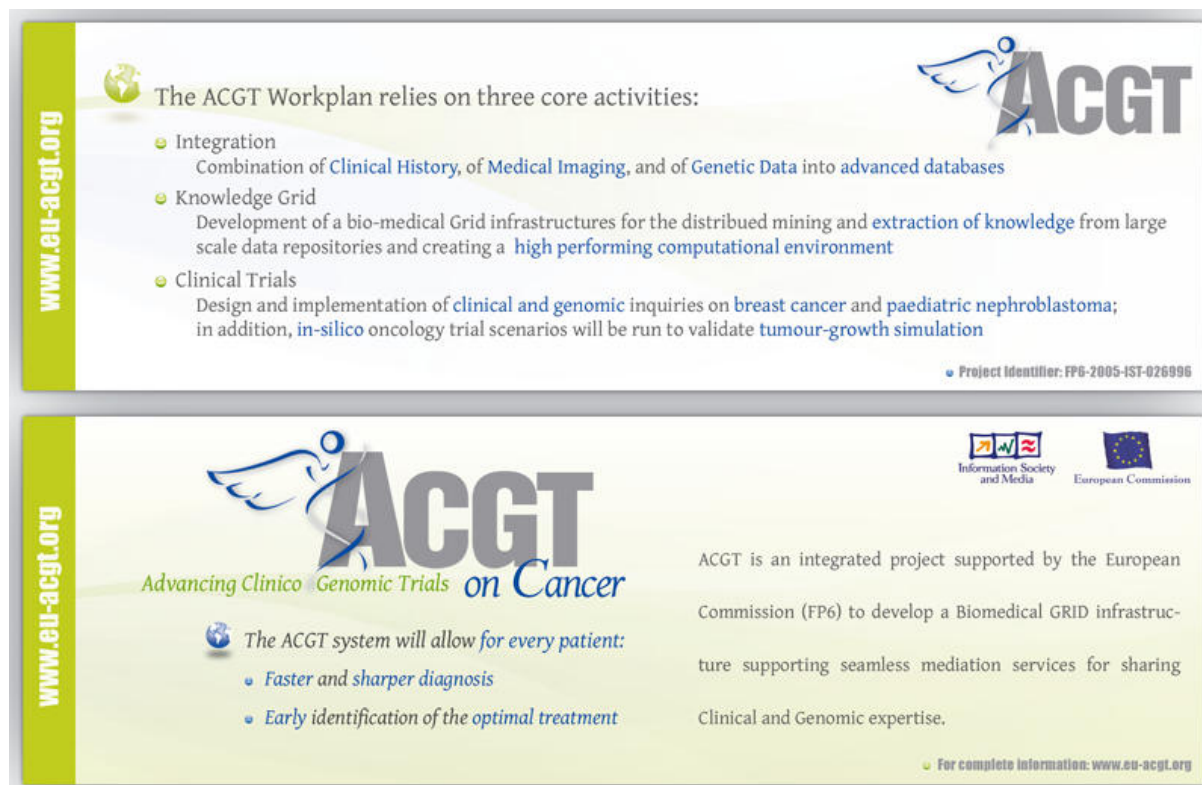 www.eu-acgt.org
ACGT
The ACGT Workplan relies on three core activities:
Integration
Combination of Clinical History, of Medical Imaging, and of Genetic Data into advanced databases
Knowledge Grid
Development of a bio-medical Grid infrastructures for the distribued mining and extraction of knowledge from large
scale data repositories and creating a high performing computational environment
Clinical Trials
Design and implementation of clinical and genomic inquiries on breast cancer and paediatric nephroblastoma;
in addition, in-silico oncology trial scenarios will be run to validate tumour-growth simulation
Project Identifier: FP6-2005-IST-026996
www.eu-acgt.org
ACGT
Advancing Clinico Genomic Trials on Cancer
The ACGT system will allow for every patient:
Faster and sharper diagnosis
Early identification of the optimal treatment
Information Society
and Media
European Commission
ACGT is an integrated project supported by the European
Commission (FP6) to develop a Biomedical GRID infrastruc-
ture supporting seamless mediation services for sharing
Clinical and Genomic expertise.
For complete information: www.eu-acgt.org